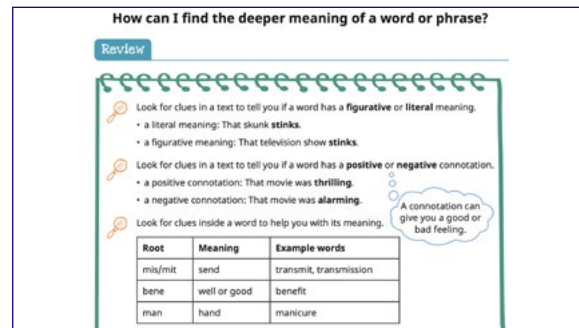 How can I find the deeper meaning of a word or phrase?
Review
Look for clues in a text to tell you if a word has a figurative or literal meaning.
• a literal meaning: That skunk stinks.
• a figurative meaning: That television show stinks.
Look for clues in a text to tell you if a word has a positive or negative connotation.
• a positive connotation: That movie was thrilling.
• a negative connotation: That movie was alarming.
A connotation can
give you a good or
bad feeling.
Look for clues inside a word to help you with its meaning.
Root Meaning Example words
mis/mit send transmit, transmission
bene well or good benefit
man hand manicure